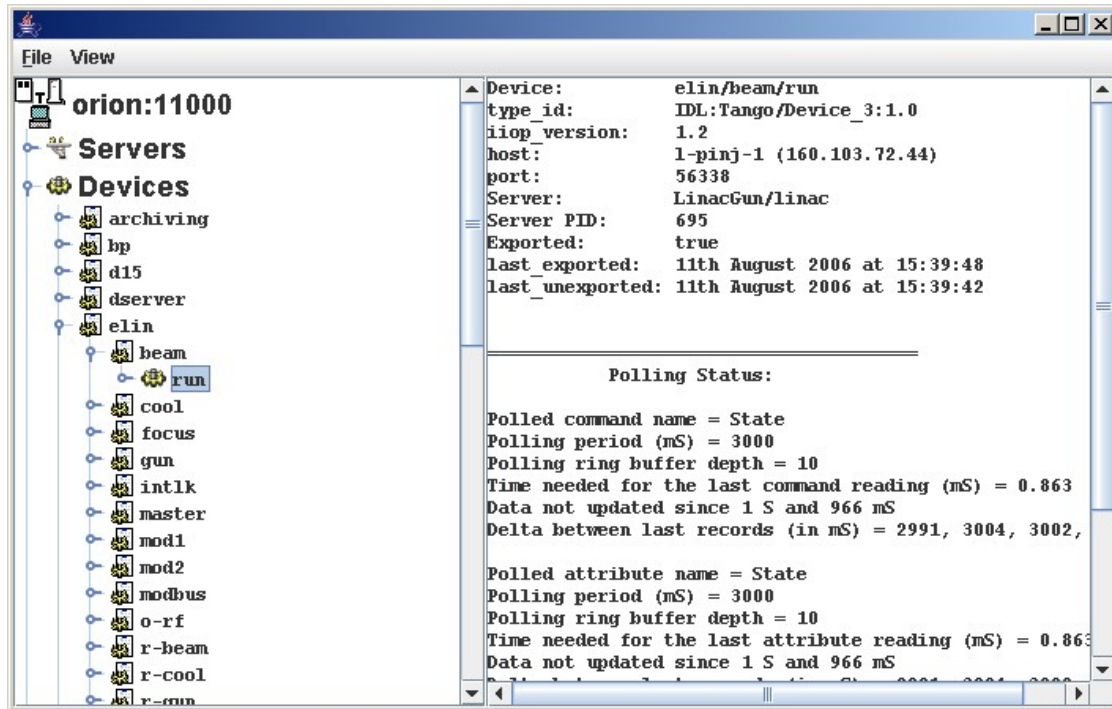 File View
orion:11000
Servers
Devices
archiving
bp
d15
dserver
elin
beam
run
cool
focus
gun
intlk
master
mod1
mod2
modbus
o-rf
r-beam
r-cool
r-gun
Device: elin/beam/run
type_id: IDL:Tango/Device_3:1.0
iiop_version: 1.2
host: l-pinj-1 (160.103.72.44)
port: 56338
Server: LinacGun/linac
Server PID: 695
Exported: true
last_exported: 11th August 2006 at 15:39:48
last_unexported: 11th August 2006 at 15:39:42
Polling Status:
Polled command name = State
Polling period (mS) = 3000
Polling ring buffer depth = 10
Time needed for the last command reading (mS) = 0.863
Data not updated since 1 S and 966 mS
Delta between last records (in mS) = 2991, 3004, 3002,
Polled attribute name = State
Polling period (mS) = 3000
Polling ring buffer depth = 10
Time needed for the last attribute reading (mS) = 0.863
Data not updated since 1 S and 966 mS